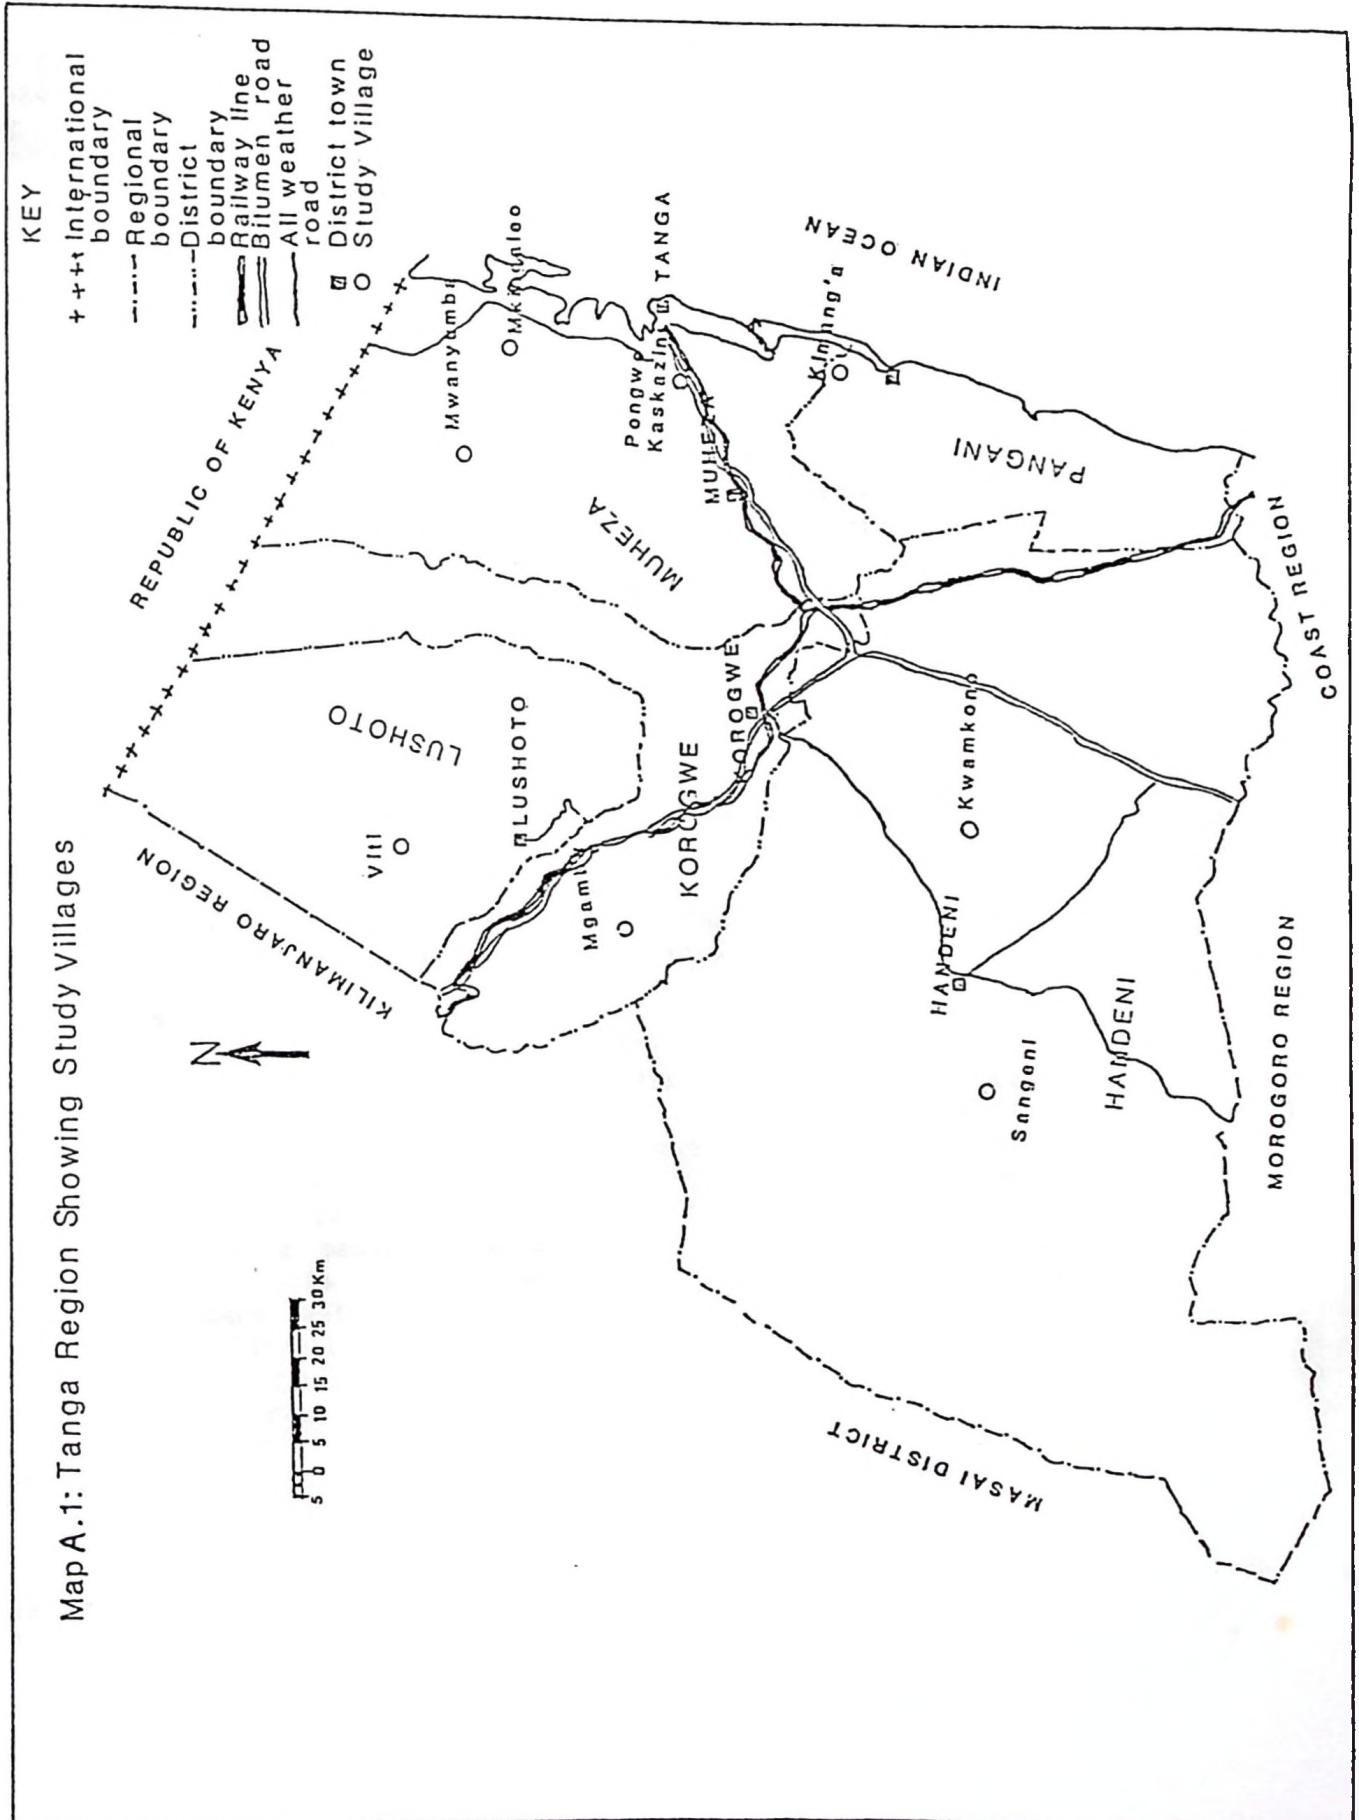 Map A.1: Tanga Region Showing Study Villages
KEY
International
boundary
Regional
boundary
District
boundary
Railway line
Bitumen road
All weather
road
District town
Study Village
N
5 0 5 10 15 20 25 30Km
REPUBLIC OF KENYA
KILIMANJARO REGION
LUSHOTO
Viti
LUSHOTO
MUHEZA
Mwanyumbi
Pongwe
Kaskazini
TANGA
MUHEZA
INDIAN OCEAN
PANGANI
KOROGWE
KOROGWE
Kwamkono
HANDENI
Sangani
HANDENI
COAST REGION
MOROGORO REGION
MASAI DISTRICT